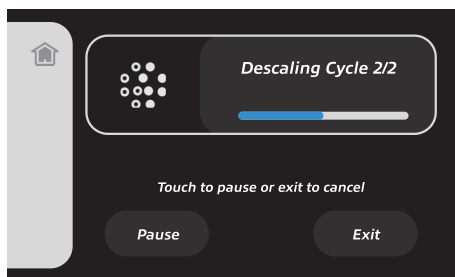 Descaling Cycle 2/2
Touch to pause or exit to cancel
Pause
Exit